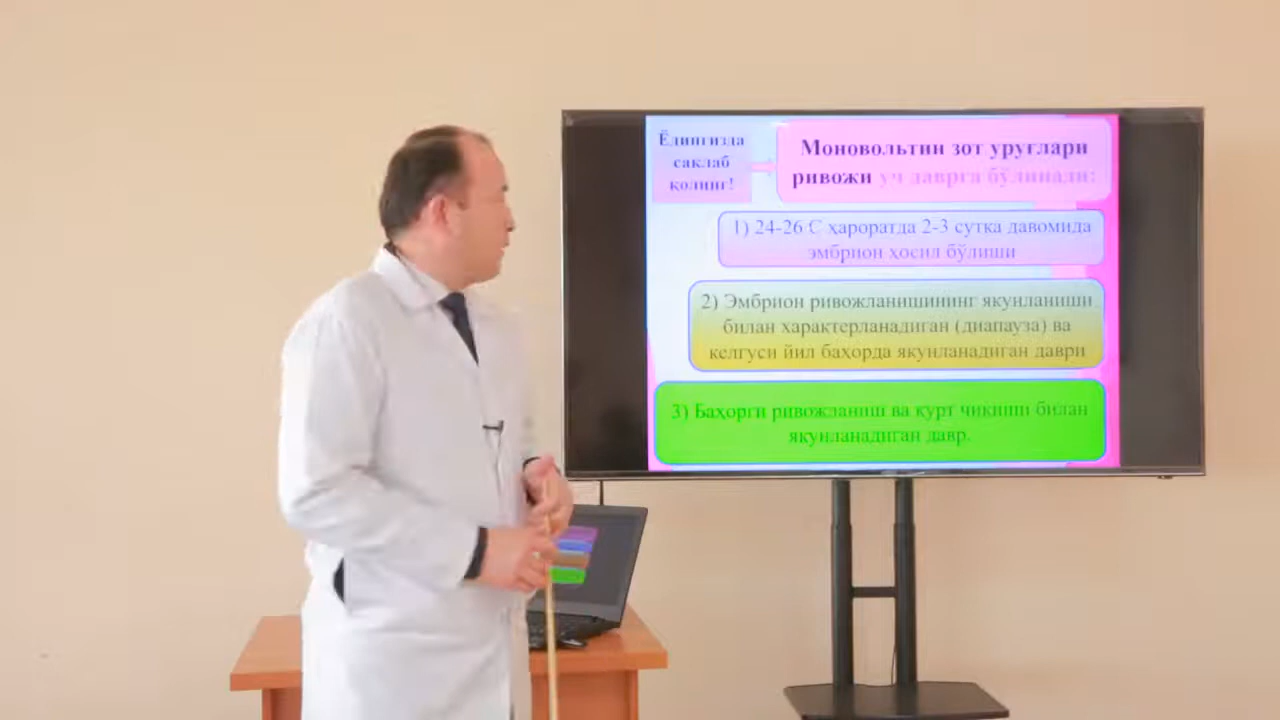 Ёдингизда
сақлаб
қолинг!
Моновольтин зот уруғлари
ривожи уч даврга бўлинади:
1) 24-26 С ҳароратда 2-3 сутка давомида
эмбрион ҳосил бўлиши
2) Эмбрион ривожланишининг якунланиши
билан характерланадиган (диапауза) ва
келгуси йил баҳорда якунланадиган даври
3) Баҳорги ривожланиш ва қурт чиқиши билан
якунланадиган давр.